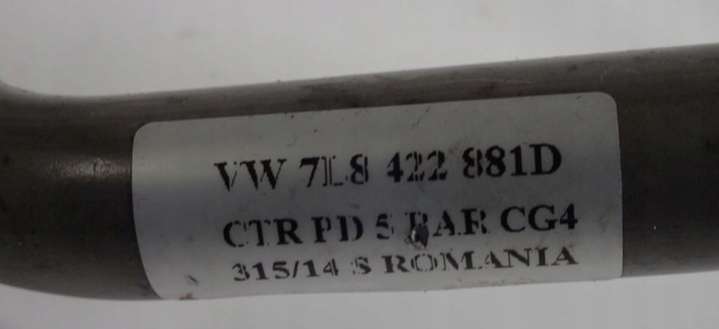 VW 7L8 422 881D
CTR PD 5 BAR CG4
315/14 S ROMANIA